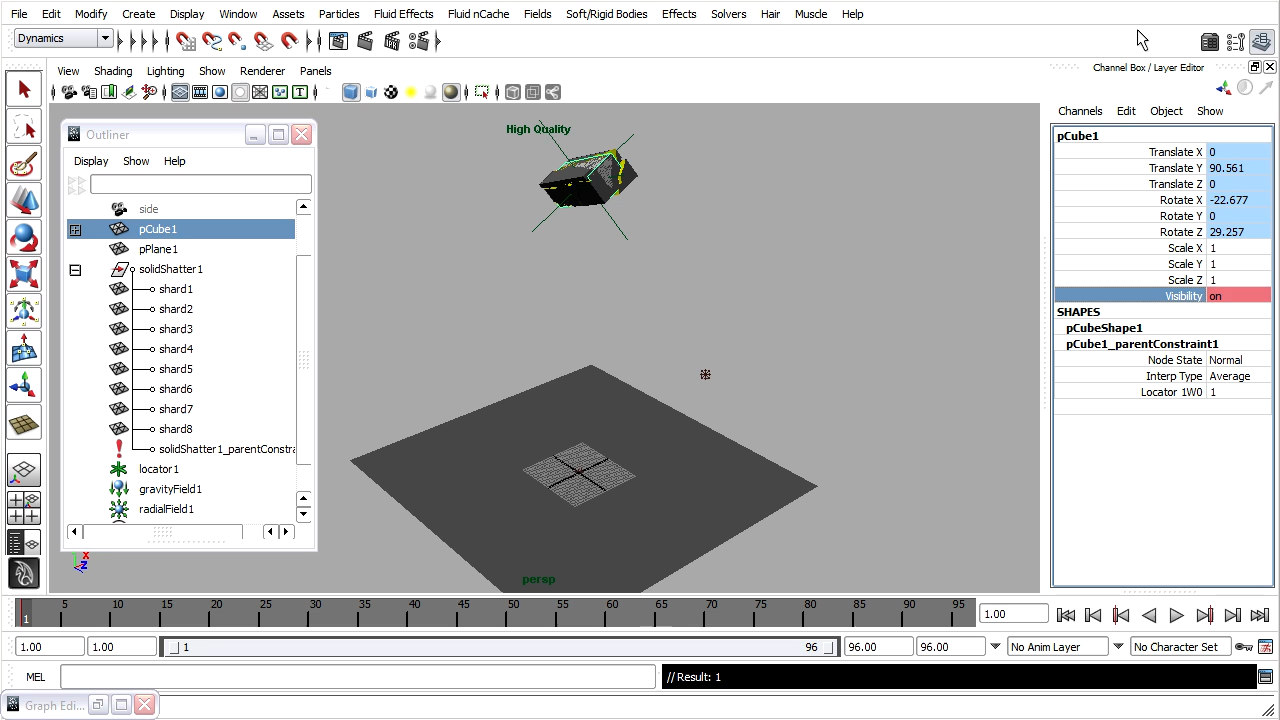 File Edit Modify Create Display Window Assets Particles Fluid Effects Fluid nCache Fields Soft/Rigid Bodies Effects Solvers Hair Muscle Help
Dynamics
Channel Box / Layer Editor
View Shading Lighting Show Renderer Panels
Channels Edit Object Show
Outliner
Display Show Help
side
pCube1
pPlane1
solidShatter1
shard1
shard2
shard3
shard4
shard5
shard6
shard7
shard8
solidShatter1_parentConstra
locator1
gravityField1
radialField1
High Quality
persp
X
Z
pCube1
Translate X 0
Translate Y 90.561
Translate Z 0
Rotate X -22.677
Rotate Y 0
Rotate Z 29.257
Scale X 1
Scale Y 1
Scale Z 1
Visibility on
SHAPES
pCubeShape1
pCube1_parentConstraint1
Node State Normal
Interp Type Average
Locator 1W0 1
1 5 10 15 20 25 30 35 40 45 50 55 60 65 70 75 80 85 90 95 1.00
1.00 1.00 1 96 96.00 96.00 No Anim Layer No Character Set
MEL // Result: 1
Graph Edi...